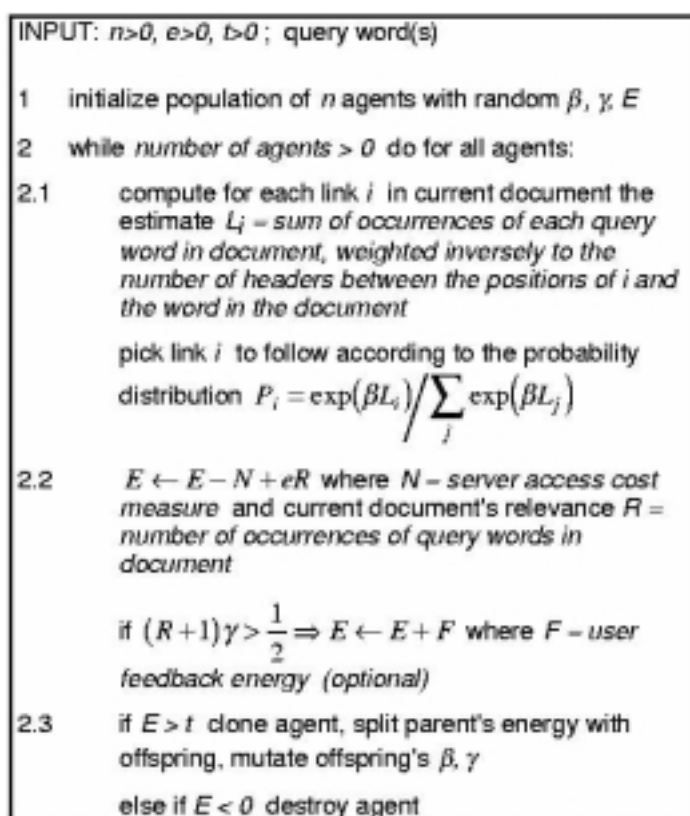 INPUT: n>0, e>0, t>0 ; query word(s)
1 initialize population of n agents with random β, γ, E
2 while number of agents > 0 do for all agents:
2.1 compute for each link i in current document the
estimate Lᵢ = sum of occurrences of each query
word in document, weighted inversely to the
number of headers between the positions of i and
the word in the document
pick link i to follow according to the probability
distribution Pᵢ = exp(βLᵢ)/∑ⱼ exp(βLⱼ)
2.2 E ← E − N + eR where N = server access cost
measure and current document's relevance R =
number of occurrences of query words in
document
if (R+1)γ > 1/2 ⇒ E ← E + F where F = user
feedback energy (optional)
2.3 if E > t clone agent, split parent's energy with
offspring, mutate offspring's β, γ
else if E < 0 destroy agent